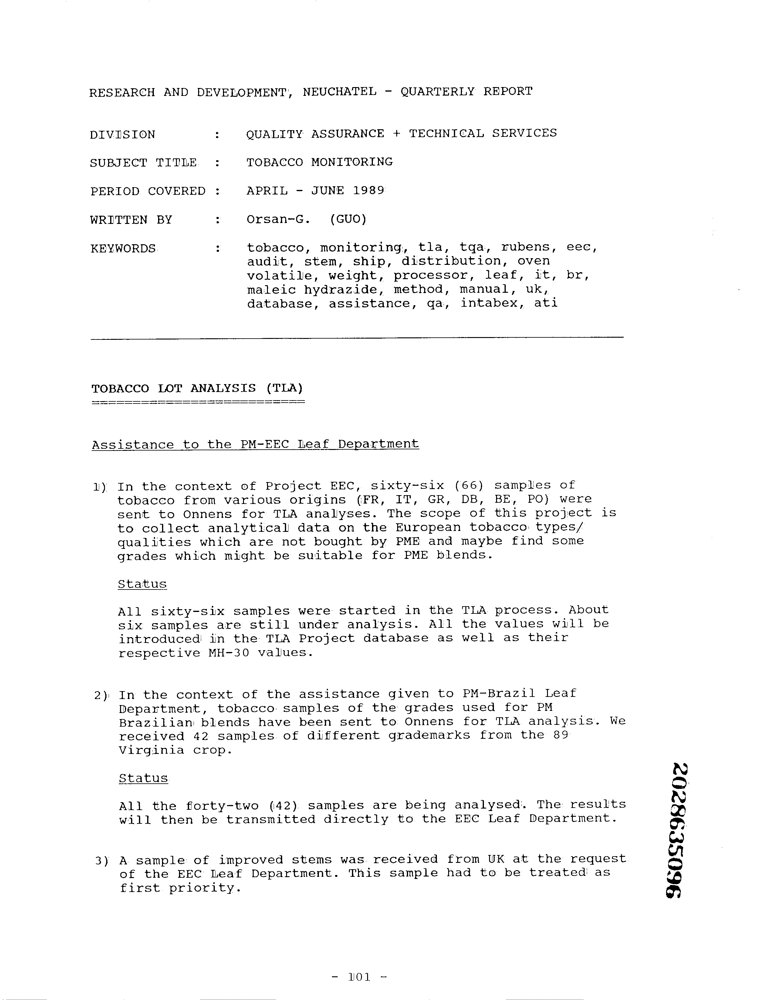 RESEARCH AND DEVELOPMENT, NEUCHATEL - QUARTERLY REPORT
DIVISION : QUALITY ASSURANCE + TECHNICAL SERVICES
SUBJECT TITLE : TOBACCO MONITORING
PERIOD COVERED : APRIL - JUNE 1989
WRITTEN BY : Orsan-G. (GUO)
KEYWORDS : tobacco, monitoring, tla, tqa, rubens, eec,
audit, stem, ship, distribution, oven
volatile, weight, processor, leaf, it, br,
maleic hydrazide, method, manual, uk,
database, assistance, qa, intabex, ati
TOBACCO LOT ANALYSIS (TLA)
==========================
Assistance to the PM-EEC Leaf Department
1) In the context of Project EEC, sixty-six (66) samples of
tobacco from various origins (FR, IT, GR, DB, BE, PO) were
sent to Onnens for TLA analyses. The scope of this project is
to collect analytical data on the European tobacco types/
qualities which are not bought by PME and maybe find some
grades which might be suitable for PME blends.
Status
All sixty-six samples were started in the TLA process. About
six samples are still under analysis. All the values will be
introduced in the TLA Project database as well as their
respective MH-30 values.
2) In the context of the assistance given to PM-Brazil Leaf
Department, tobacco samples of the grades used for PM
Brazilian blends have been sent to Onnens for TLA analysis. We
received 42 samples of different grademarks from the 89
Virginia crop.
Status
All the forty-two (42) samples are being analysed. The results
will then be transmitted directly to the EEC Leaf Department.
3) A sample of improved stems was received from UK at the request
of the EEC Leaf Department. This sample had to be treated as
first priority.
- 101 -
2028635096